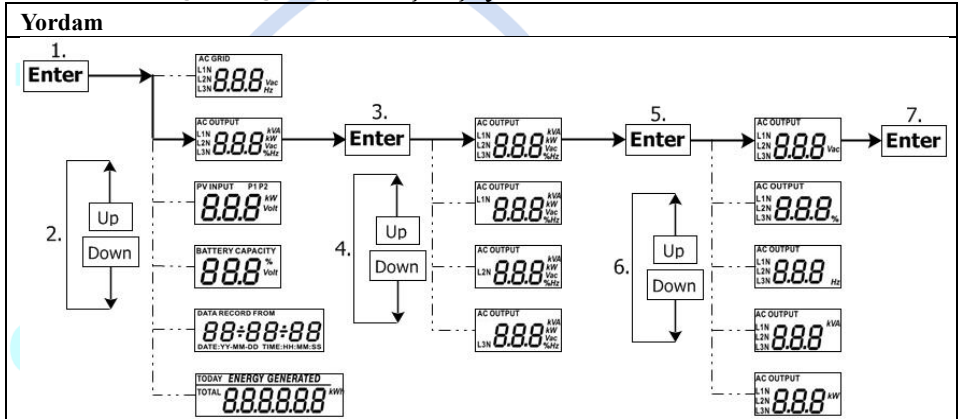 Yordam
1.
Enter
AC GRID
L1N
L2N
L3N
8.8.8.
Vac
Hz
AC OUTPUT
L1N
L2N
L3N
8.8.8.
kVA
kW
Vac
%Hz
PV INPUT P1 P2
8.8.8
kW
Volt
BATTERY CAPACITY
8.8.8
%
Volt
DATA RECORD FROM
88:88:88
DATE:YY-MM-DD TIME:HH:MM:SS
TODAY ENERGY GENERATED
TOTAL
8.8.8.8.8.8
kWh
2.
Up
Down
3.
Enter
AC OUTPUT
L1N
L2N
L3N
8.8.8.
kVA
kW
Vac
%Hz
AC OUTPUT
L1N
8.8.8.
kVA
kW
Vac
%Hz
AC OUTPUT
L2N
8.8.8.
kVA
kW
Vac
%Hz
AC OUTPUT
L3N
8.8.8.
kVA
kW
Vac
%Hz
4.
Up
Down
5.
Enter
AC OUTPUT
L1N
L2N
L3N
8.8.8
Vac
AC OUTPUT
L1N
L2N
L3N
8.8.8.
%
AC OUTPUT
L1N
L2N
L3N
8.8.8
Hz
AC OUTPUT
L1N
L2N
L3N
8.8.8
kVA
AC OUTPUT
L1N
L2N
L3N
8.8.8
kW
6.
Up
Down
7.
Enter